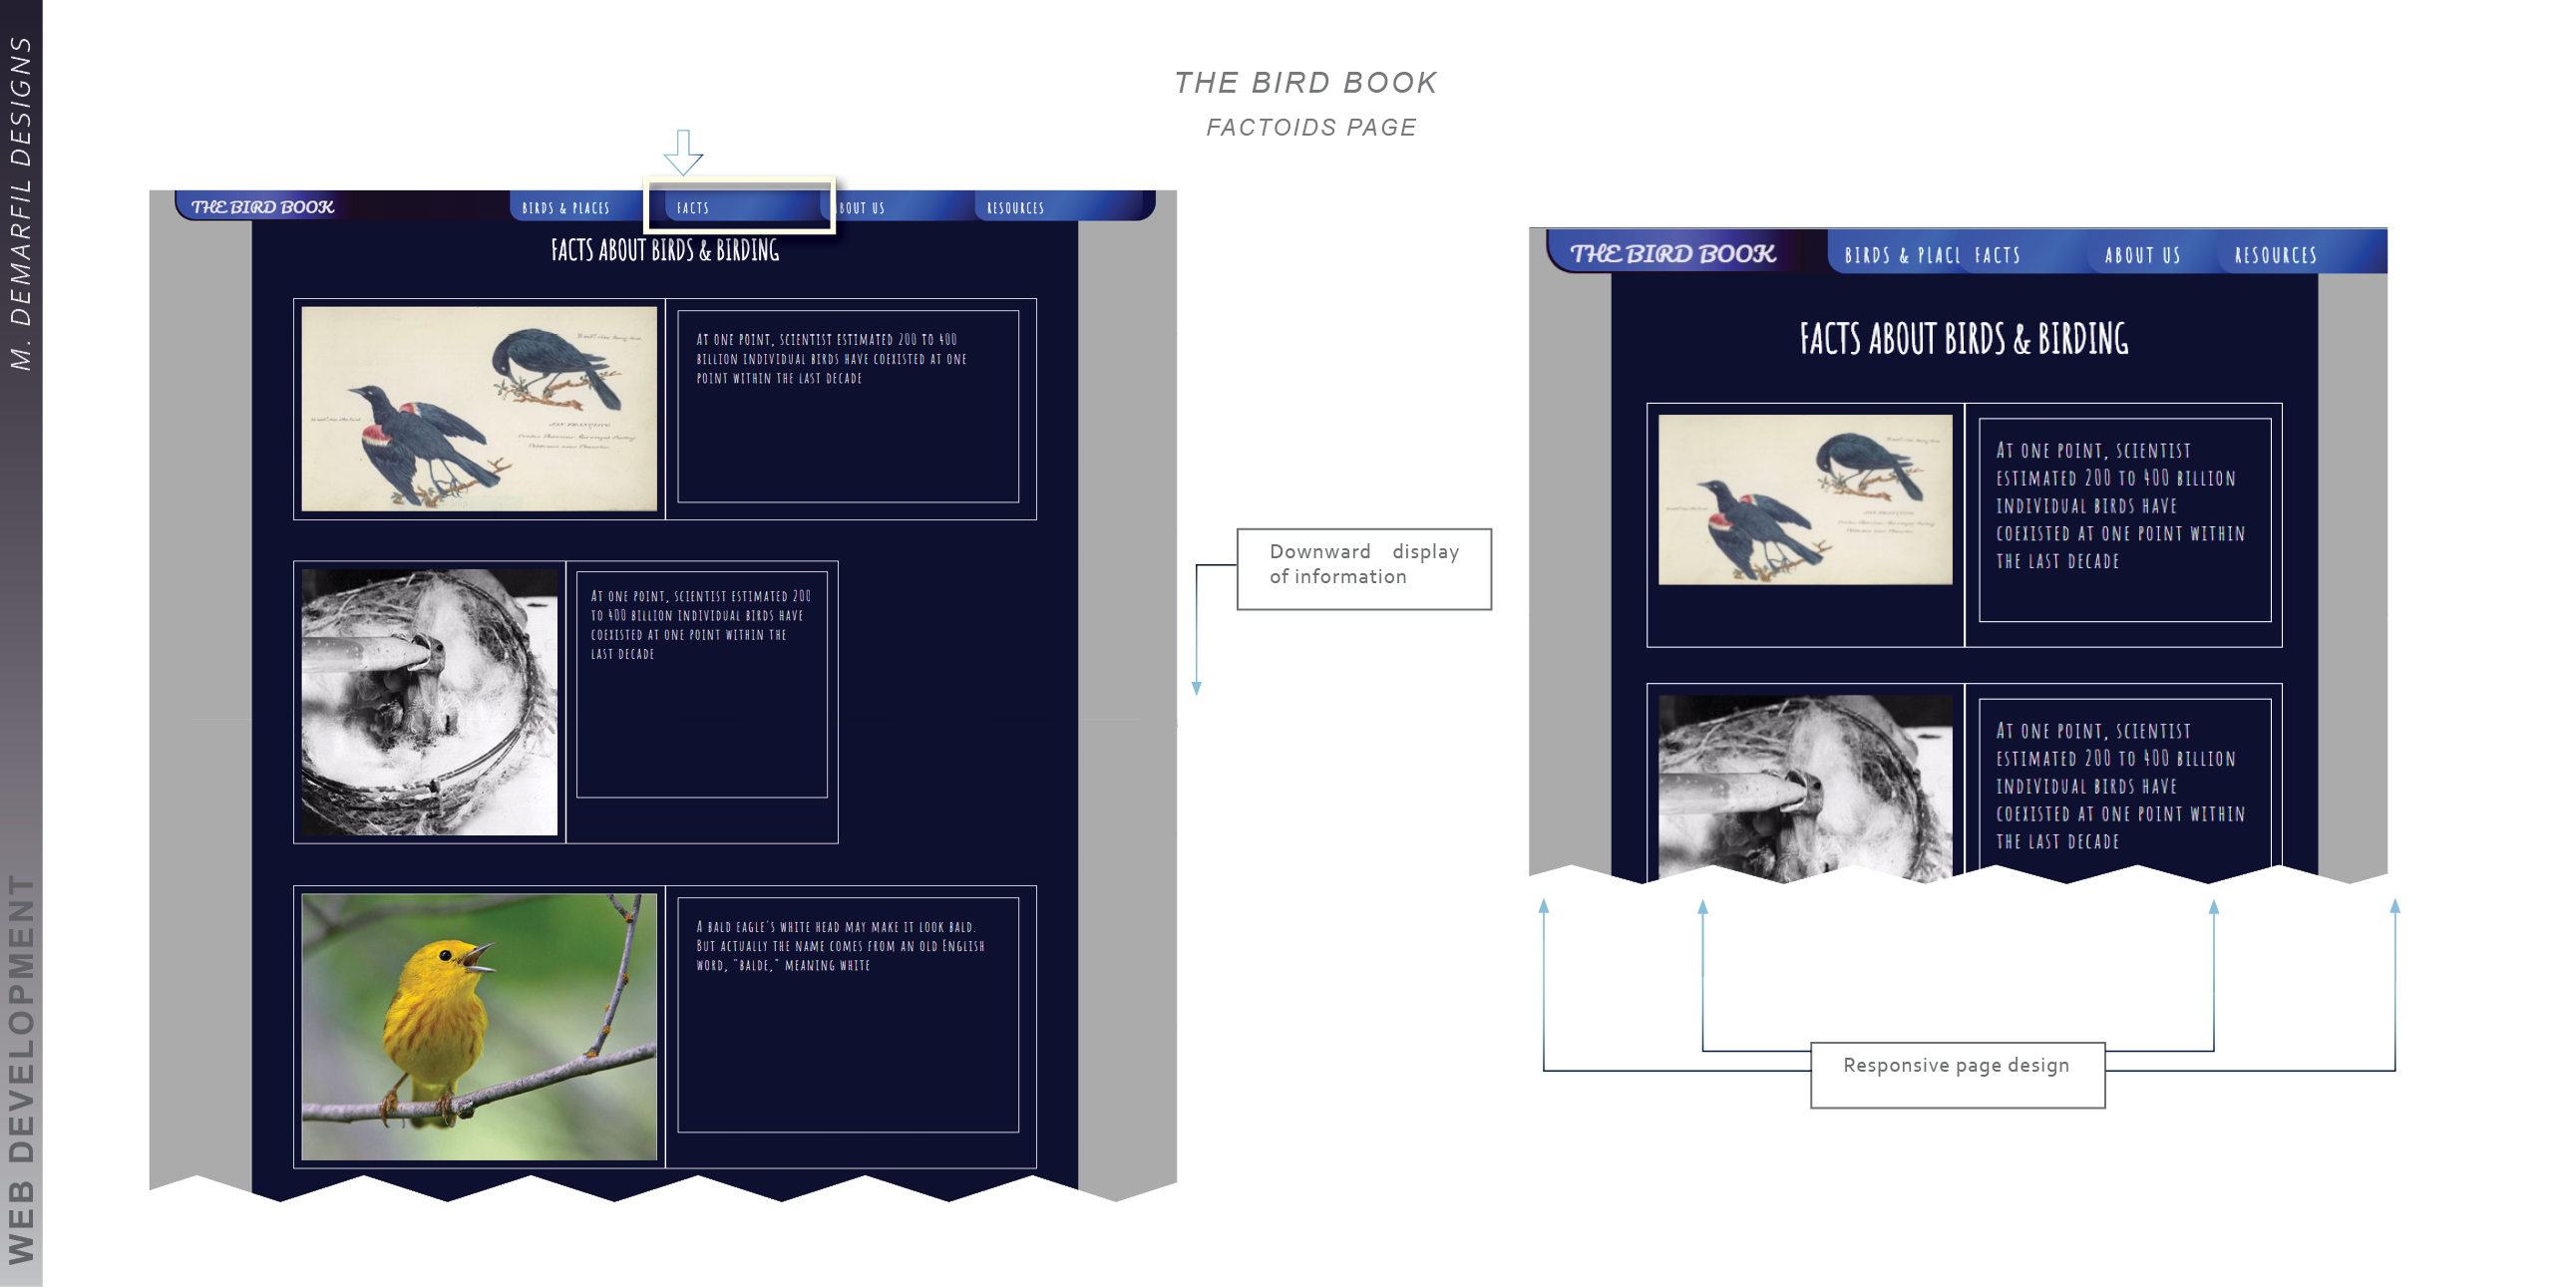 M. DEMARFIL DESIGNS
WEB DEVELOPMENT
THE BIRD BOOK
FACTOIDS PAGE
THE BIRD BOOK
BIRDS & PLACES
FACTS
BOUT US
RESOURCES
FACTS ABOUT BIRDS & BIRDING
AT ONE POINT, SCIENTIST ESTIMATED 200 TO 400
BILLION INDIVIDUAL BIRDS HAVE COEXISTED AT ONE
POINT WITHIN THE LAST DECADE
AT ONE POINT, SCIENTIST ESTIMATED 200
TO 400 BILLION INDIVIDUAL BIRDS HAVE
COEXISTED AT ONE POINT WITHIN THE
LAST DECADE
A BALD EAGLE'S WHITE HEAD MAY MAKE IT LOOK BALD.
BUT ACTUALLY THE NAME COMES FROM AN OLD ENGLISH
WORD, "BALDE," MEANING WHITE
Downward display
of information
THE BIRD BOOK
BIRDS & PLACL
FACTS
ABOUT US
RESOURCES
FACTS ABOUT BIRDS & BIRDING
AT ONE POINT, SCIENTIST
ESTIMATED 200 TO 400 BILLION
INDIVIDUAL BIRDS HAVE
COEXISTED AT ONE POINT WITHIN
THE LAST DECADE
AT ONE POINT, SCIENTIST
ESTIMATED 200 TO 400 BILLION
INDIVIDUAL BIRDS HAVE
COEXISTED AT ONE POINT WITHIN
THE LAST DECADE
Responsive page design